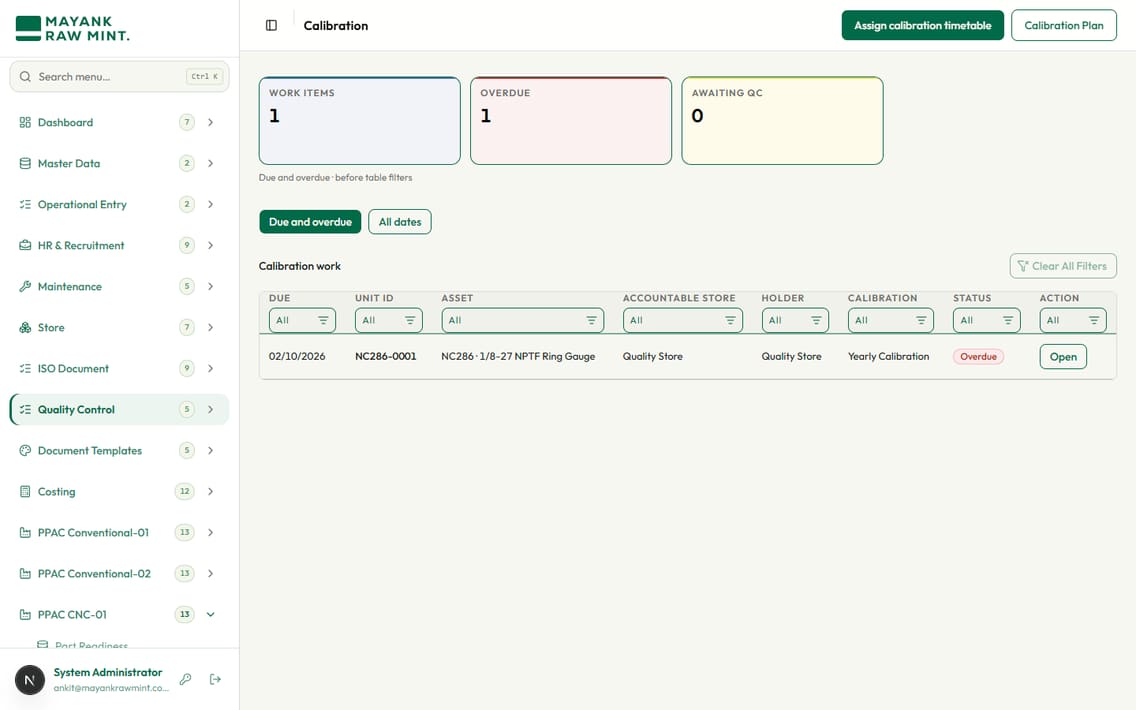 MAYANK
RAW MINT.
Search menu...
Ctrl K
Dashboard 7
Master Data 2
Operational Entry 2
HR & Recruitment 9
Maintenance 5
Store 7
ISO Document 9
Quality Control 5
Document Templates 5
Costing 12
PPAC Conventional-01 13
PPAC Conventional-02 13
PPAC CNC-01 13
Part Readiness
N
System Administrator
ankit@mayankrawmint.co...
Calibration
Assign calibration timetable
Calibration Plan
WORK ITEMS
1
OVERDUE
1
AWAITING QC
0
Due and overdue · before table filters
Due and overdue
All dates
Calibration work
Clear All Filters
DUE UNIT ID ASSET ACCOUNTABLE STORE HOLDER CALIBRATION STATUS ACTION
All All All All All All All All
02/10/2026 NC286-0001 NC286 · 1/8-27 NPTF Ring Gauge Quality Store Quality Store Yearly Calibration Overdue Open